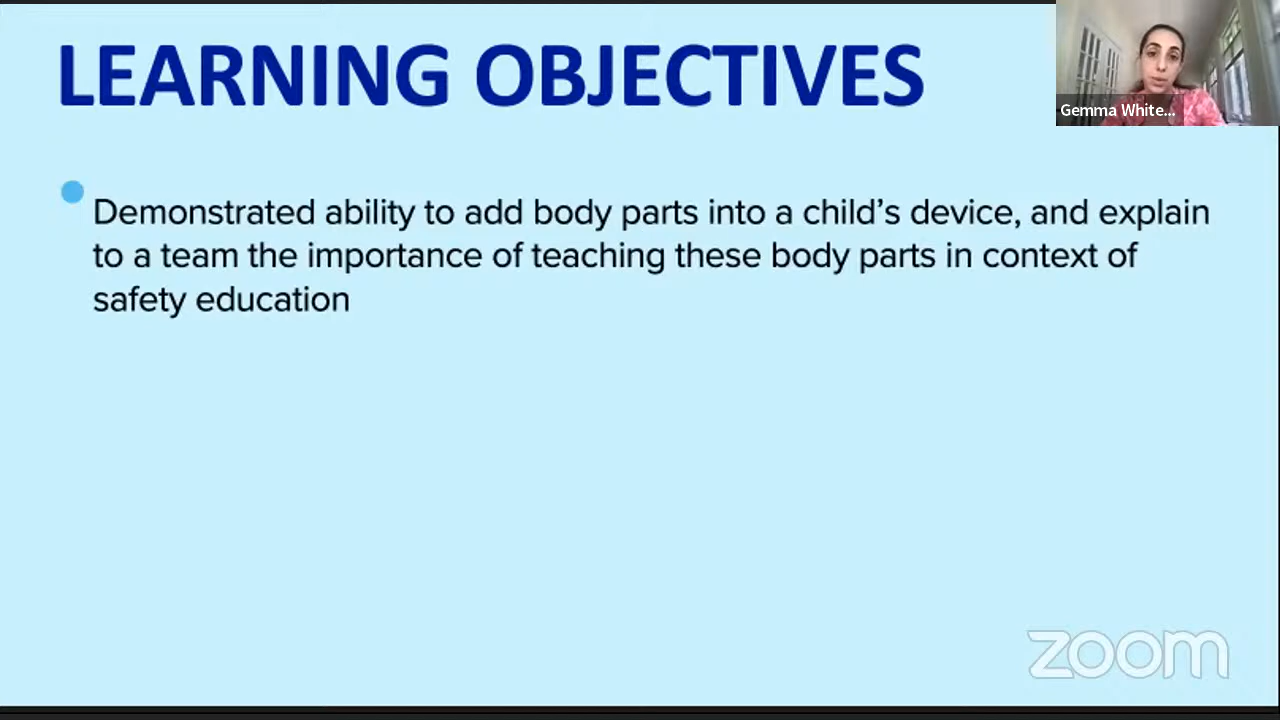 LEARNING OBJECTIVES
Gemma White...
Demonstrated ability to add body parts into a child’s device, and explain
to a team the importance of teaching these body parts in context of
safety education
zoom